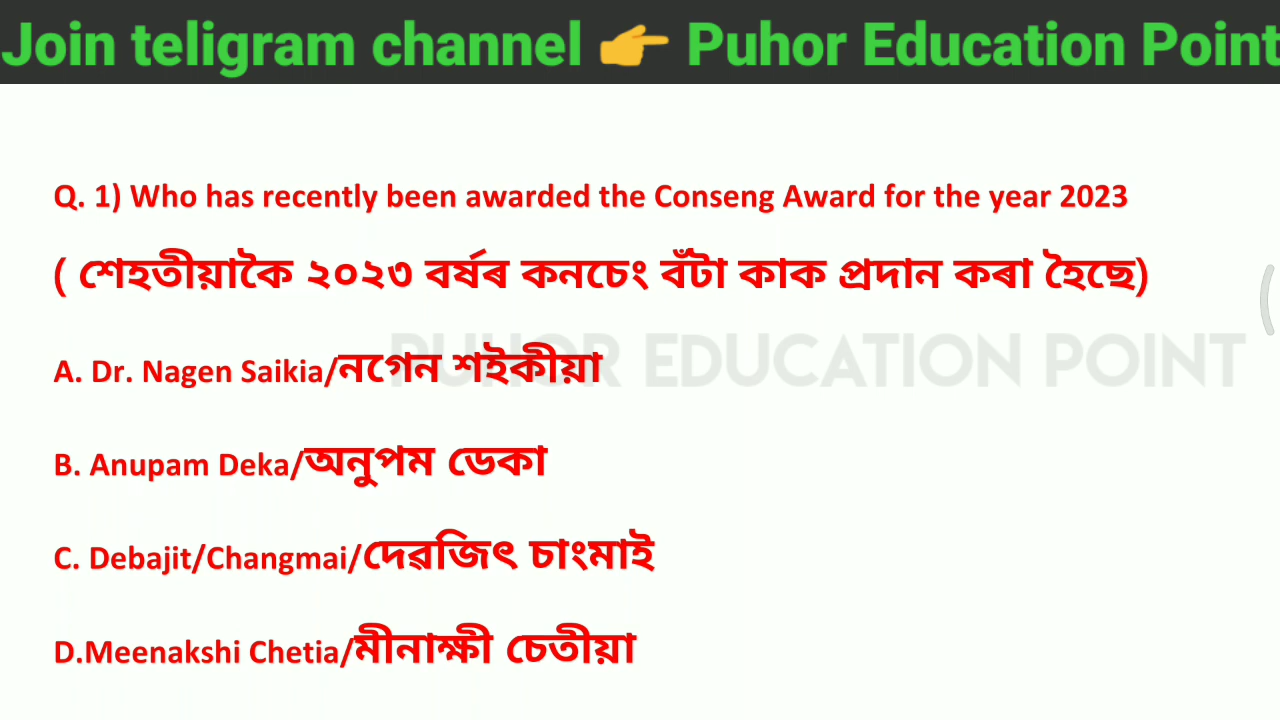 Join teligram channel 👉 Puhor Education Point
Q. 1) Who has recently been awarded the Conseng Award for the year 2023
( শেহতীয়াকৈ ২০২৩ বৰ্ষৰ কনচেং বঁটা কাক প্ৰদান কৰা হৈছে)
PUHOR EDUCATION POINT
A. Dr. Nagen Saikia/নগেন শইকীয়া
B. Anupam Deka/অনুপম ডেকা
C. Debajit/Changmai/দেৱজিৎ চাংমাই
D.Meenakshi Chetia/মীনাক্ষী চেতীয়া